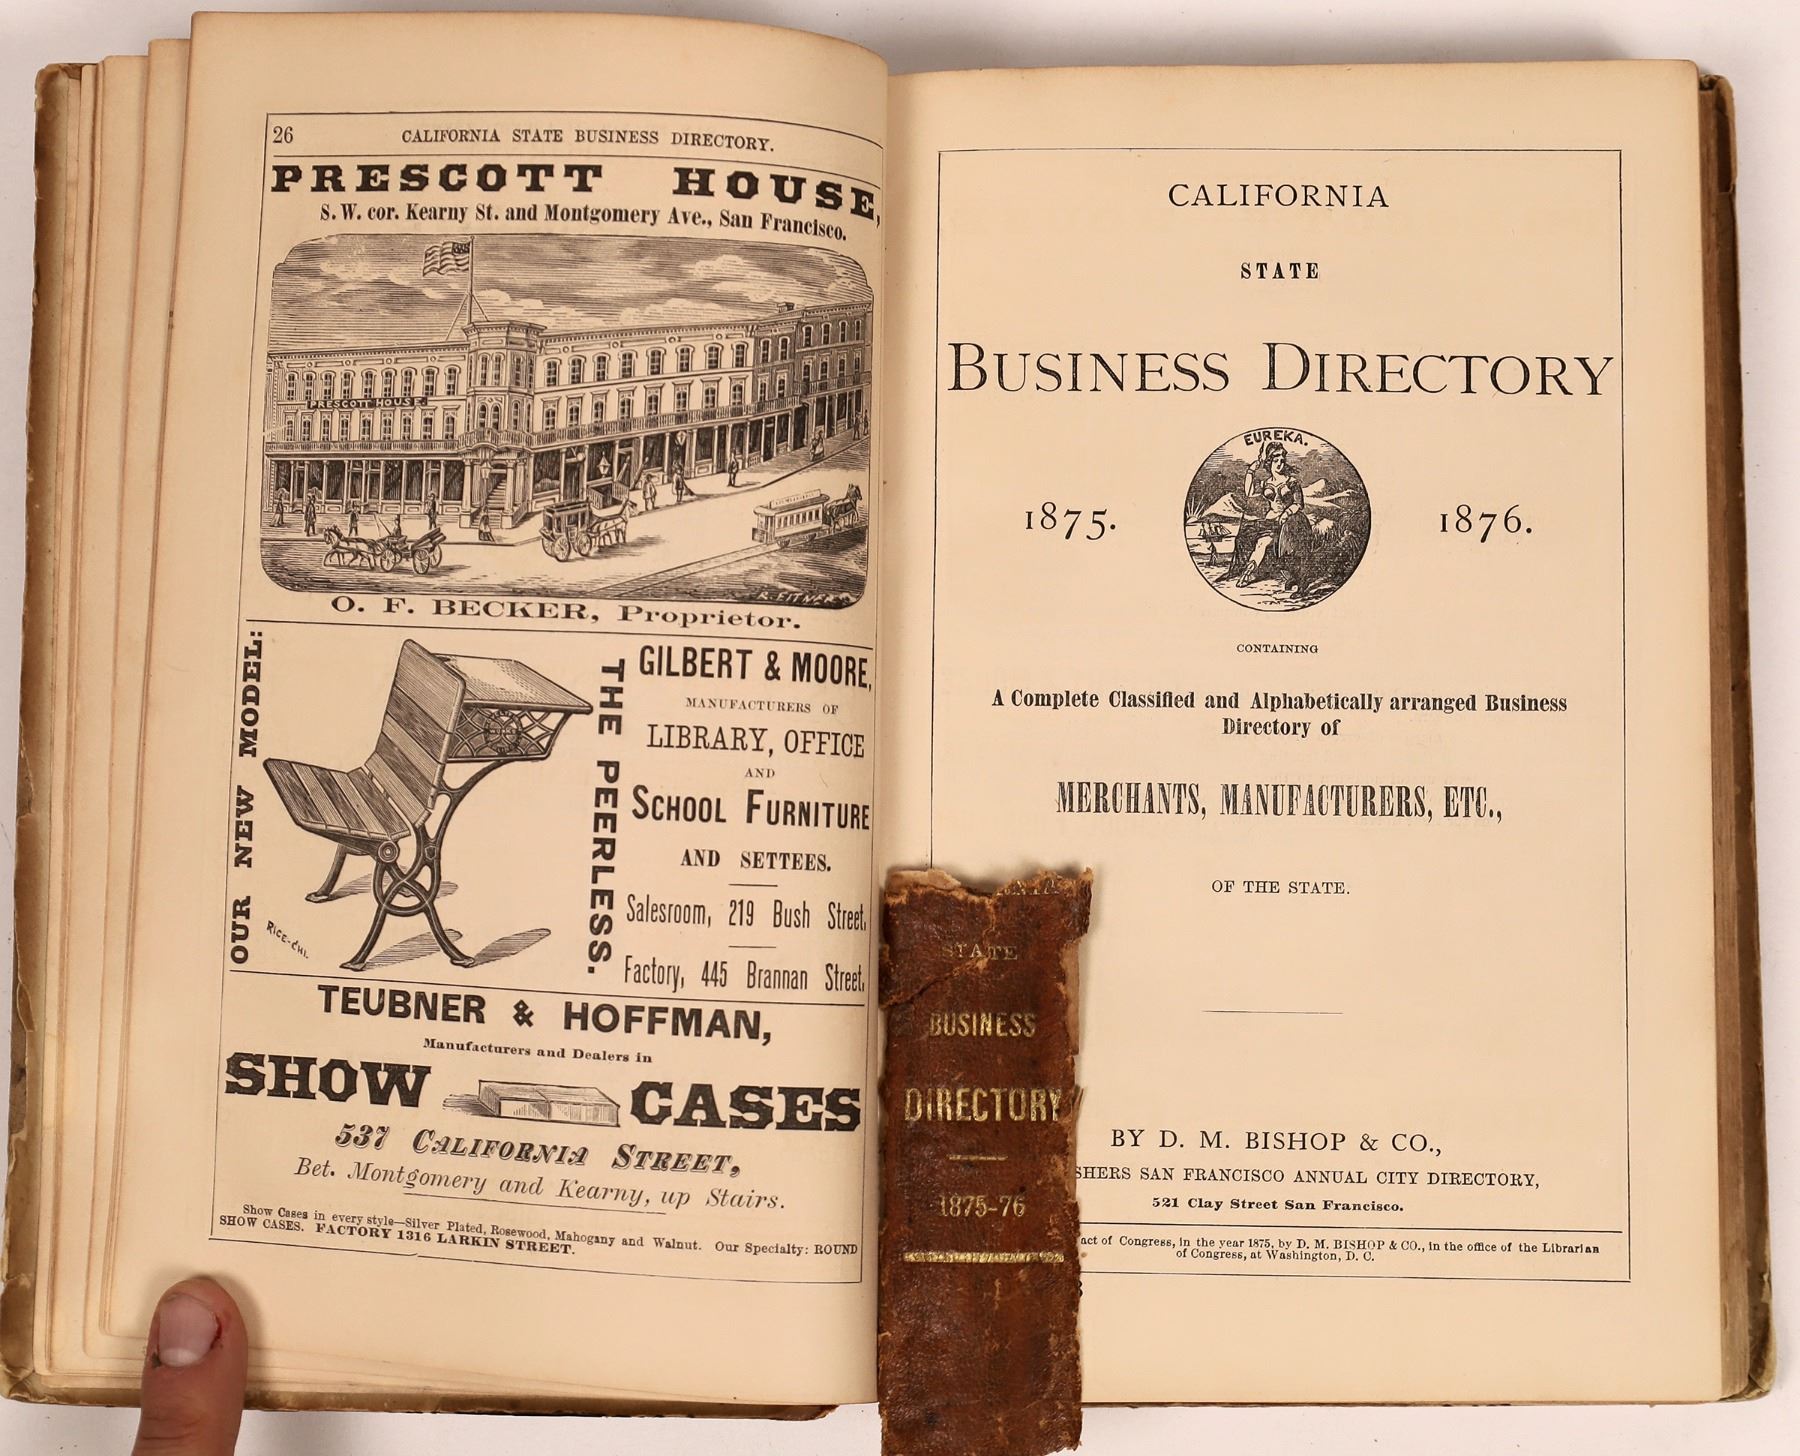 26 CALIFORNIA STATE BUSINESS DIRECTORY.
PRESCOTT HOUSE,
S. W. cor. Kearny St. and Montgomery Ave., San Francisco.
PRESCOTT HOUSE.
R. EITNER
O. F. BECKER, Proprietor.
OUR NEW MODEL:
RICE-CHI.
THE PEERLESS.
GILBERT & MOORE,
MANUFACTURERS OF
LIBRARY, OFFICE
AND
SCHOOL FURNITURE
AND SETTEES.
Salesroom, 219 Bush Street.
Factory, 445 Brannan Street.
TEUBNER & HOFFMAN,
Manufacturers and Dealers in
SHOW CASES
537 CALIFORNIA STREET,
Bet. Montgomery and Kearny, up Stairs.
Show Cases in every style—Silver Plated, Rosewood, Mahogany and Walnut. Our Specialty: ROUND
SHOW CASES. FACTORY 1316 LARKIN STREET.
CALIFORNIA
STATE
BUSINESS DIRECTORY
EUREKA.
1875. 1876.
CONTAINING
A Complete Classified and Alphabetically arranged Business
Directory of
MERCHANTS, MANUFACTURERS, ETC.,
OF THE STATE.
BY D. M. BISHOP & CO.,
SHERS SAN FRANCISCO ANNUAL CITY DIRECTORY,
521 Clay Street San Francisco.
act of Congress, in the year 1875, by D. M. BISHOP & CO., in the office of the Librarian
of Congress, at Washington, D. C.
STATE
BUSINESS
DIRECTORY
1875-76